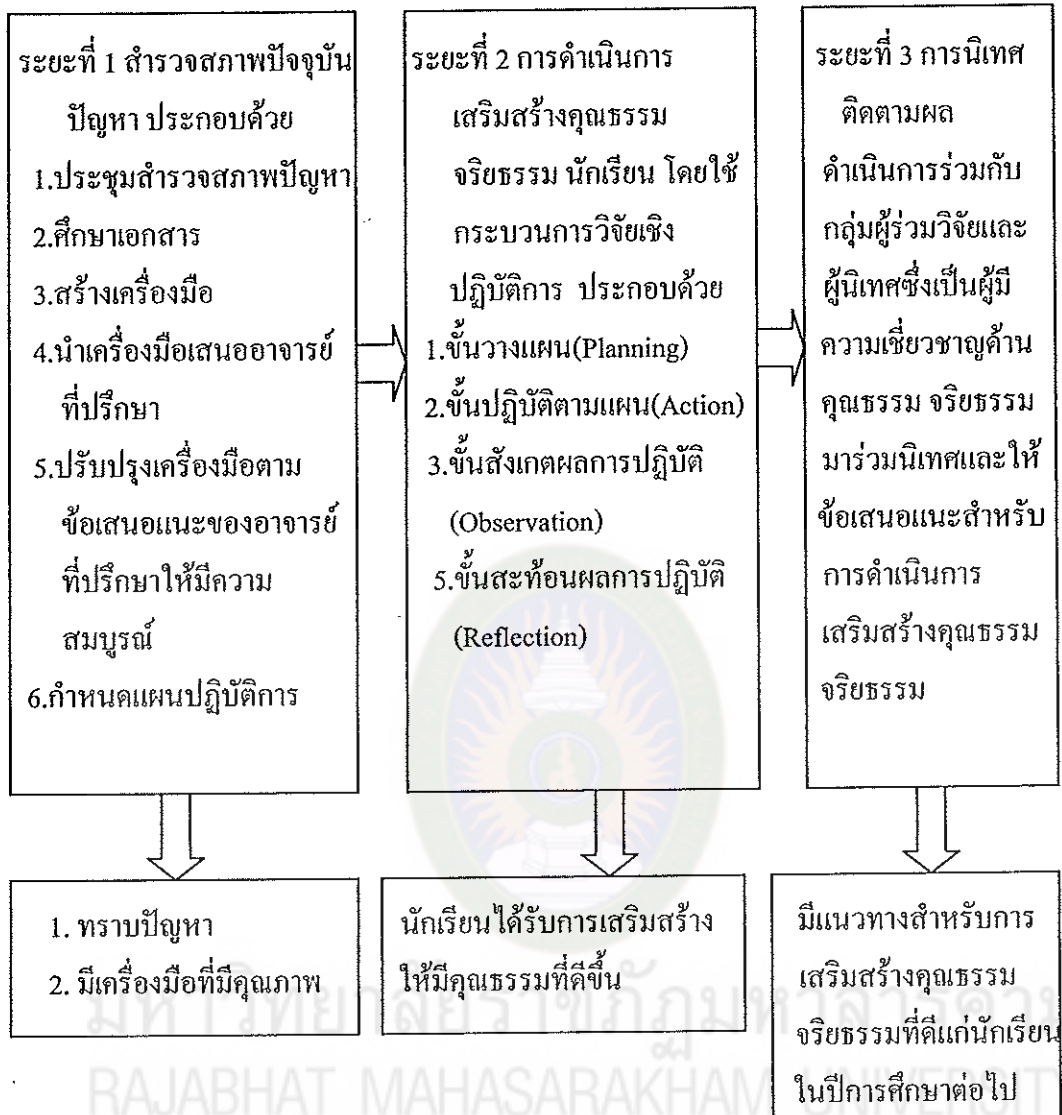 ระยะที่ 1 สำรวจสภาพปัจจุบัน
ปัญหา ประกอบด้วย
1.ประชุมสำรวจสภาพปัญหา
2.ศึกษาเอกสาร
3.สร้างเครื่องมือ
4.นำเครื่องมือเสนออาจารย์
ที่ปรึกษา
5.ปรับปรุงเครื่องมือตาม
ข้อเสนอแนะของอาจารย์
ที่ปรึกษาให้มีความ
สมบูรณ์
6.กำหนดแผนปฏิบัติการ
ระยะที่ 2 การดำเนินการ
เสริมสร้างคุณธรรม
จริยธรรม นักเรียน โดยใช้
กระบวนการวิจัยเชิง
ปฏิบัติการ ประกอบด้วย
1.ขั้นวางแผน(Planning)
2.ขั้นปฏิบัติตามแผน(Action)
3.ขั้นสังเกตผลการปฏิบัติ
(Observation)
5.ขั้นสะท้อนผลการปฏิบัติ
(Reflection)
ระยะที่ 3 การนิเทศ
ติดตามผล
ดำเนินการร่วมกับ
กลุ่มผู้ร่วมวิจัยและ
ผู้นิเทศซึ่งเป็นผู้มี
ความเชี่ยวชาญด้าน
คุณธรรม จริยธรรม
มาร่วมนิเทศและให้
ข้อเสนอแนะสำหรับ
การดำเนินการ
เสริมสร้างคุณธรรม
จริยธรรม
1. ทราบปัญหา
2. มีเครื่องมือที่มีคุณภาพ
นักเรียนได้รับการเสริมสร้าง
ให้มีคุณธรรมที่ดีขึ้น
มีแนวทางสำหรับการ
เสริมสร้างคุณธรรม
จริยธรรมที่ดีแก่นักเรียน
ในปีการศึกษาต่อไป
มหาวิทยาลัยราชภัฏมหาสารคาม
RAJABHAT MAHASARAKHAM UNIVERSIT